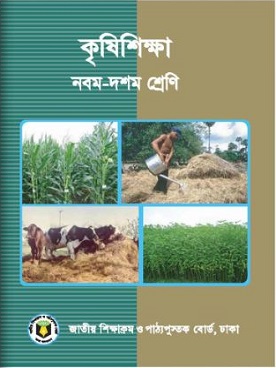 কৃষিশিক্ষা
নবম-দশম শ্রেণি
জাতীয় শিক্ষাক্রম ও পাঠ্যপুস্তক বোর্ড, ঢাকা